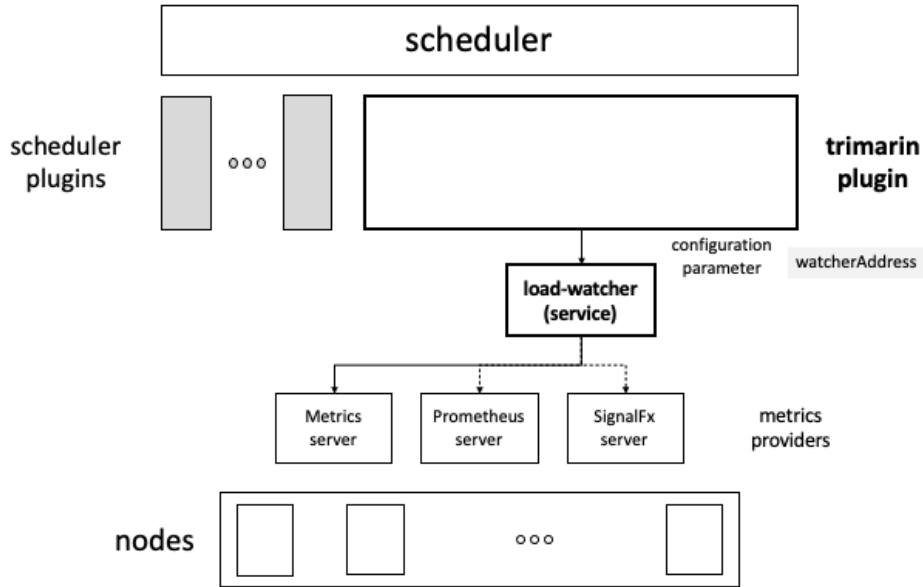 scheduler
scheduler
plugins
trimarin
plugin
configuration
parameter
watcherAddress
load-watcher
(service)
Metrics
server
Prometheus
server
SignalFx
server
metrics
providers
nodes